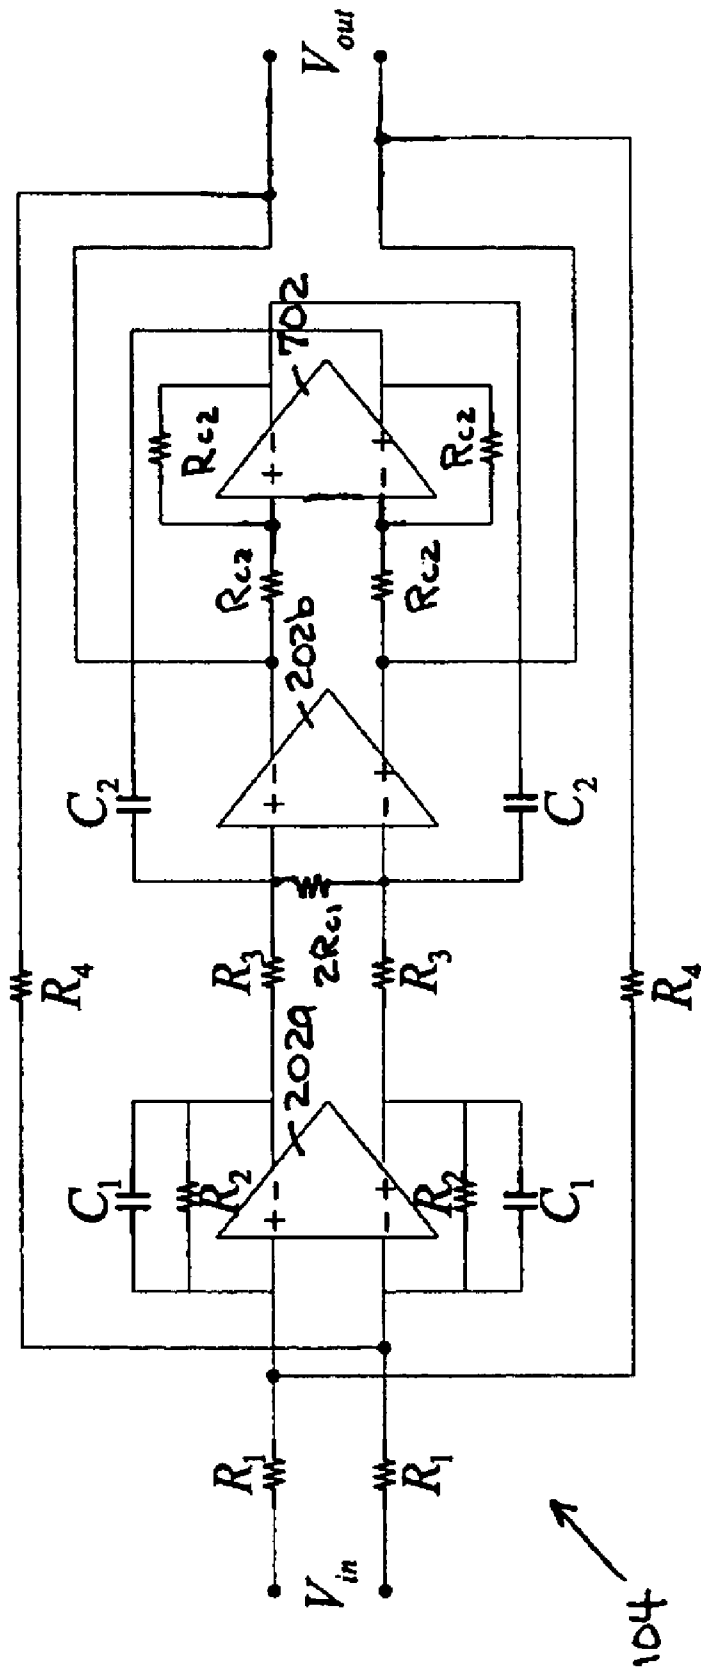 V_out
702
R_C2
R_C2
R_C2
R_C2
202b
+ −
− +
+ −
− +
C_2
C_2
2R_C1
R_3
R_3
R_4
R_4
202a
C_1
R_2
+ −
− +
R_2
C_1
R_1
R_1
V_in
104